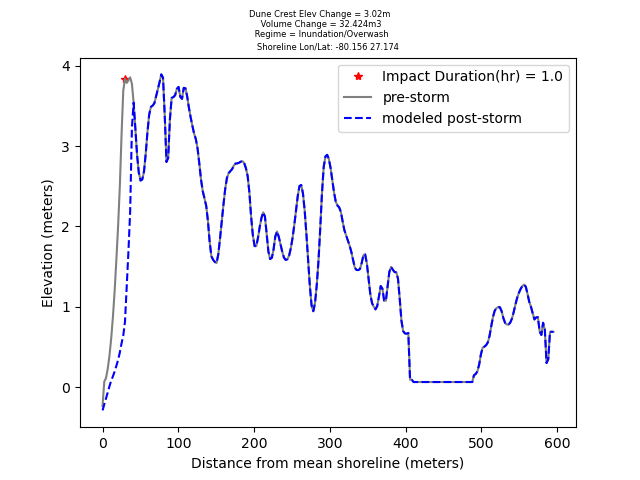 Dune Crest Elev Change = 3.02m
Volume Change = 32.424m3
Regime = Inundation/Overwash
Shoreline Lon/Lat: -80.156 27.174
Impact Duration(hr) = 1.0
pre-storm
modeled post-storm
Elevation (meters)
4
3
2
1
0
0 100 200 300 400 500 600
Distance from mean shoreline (meters)